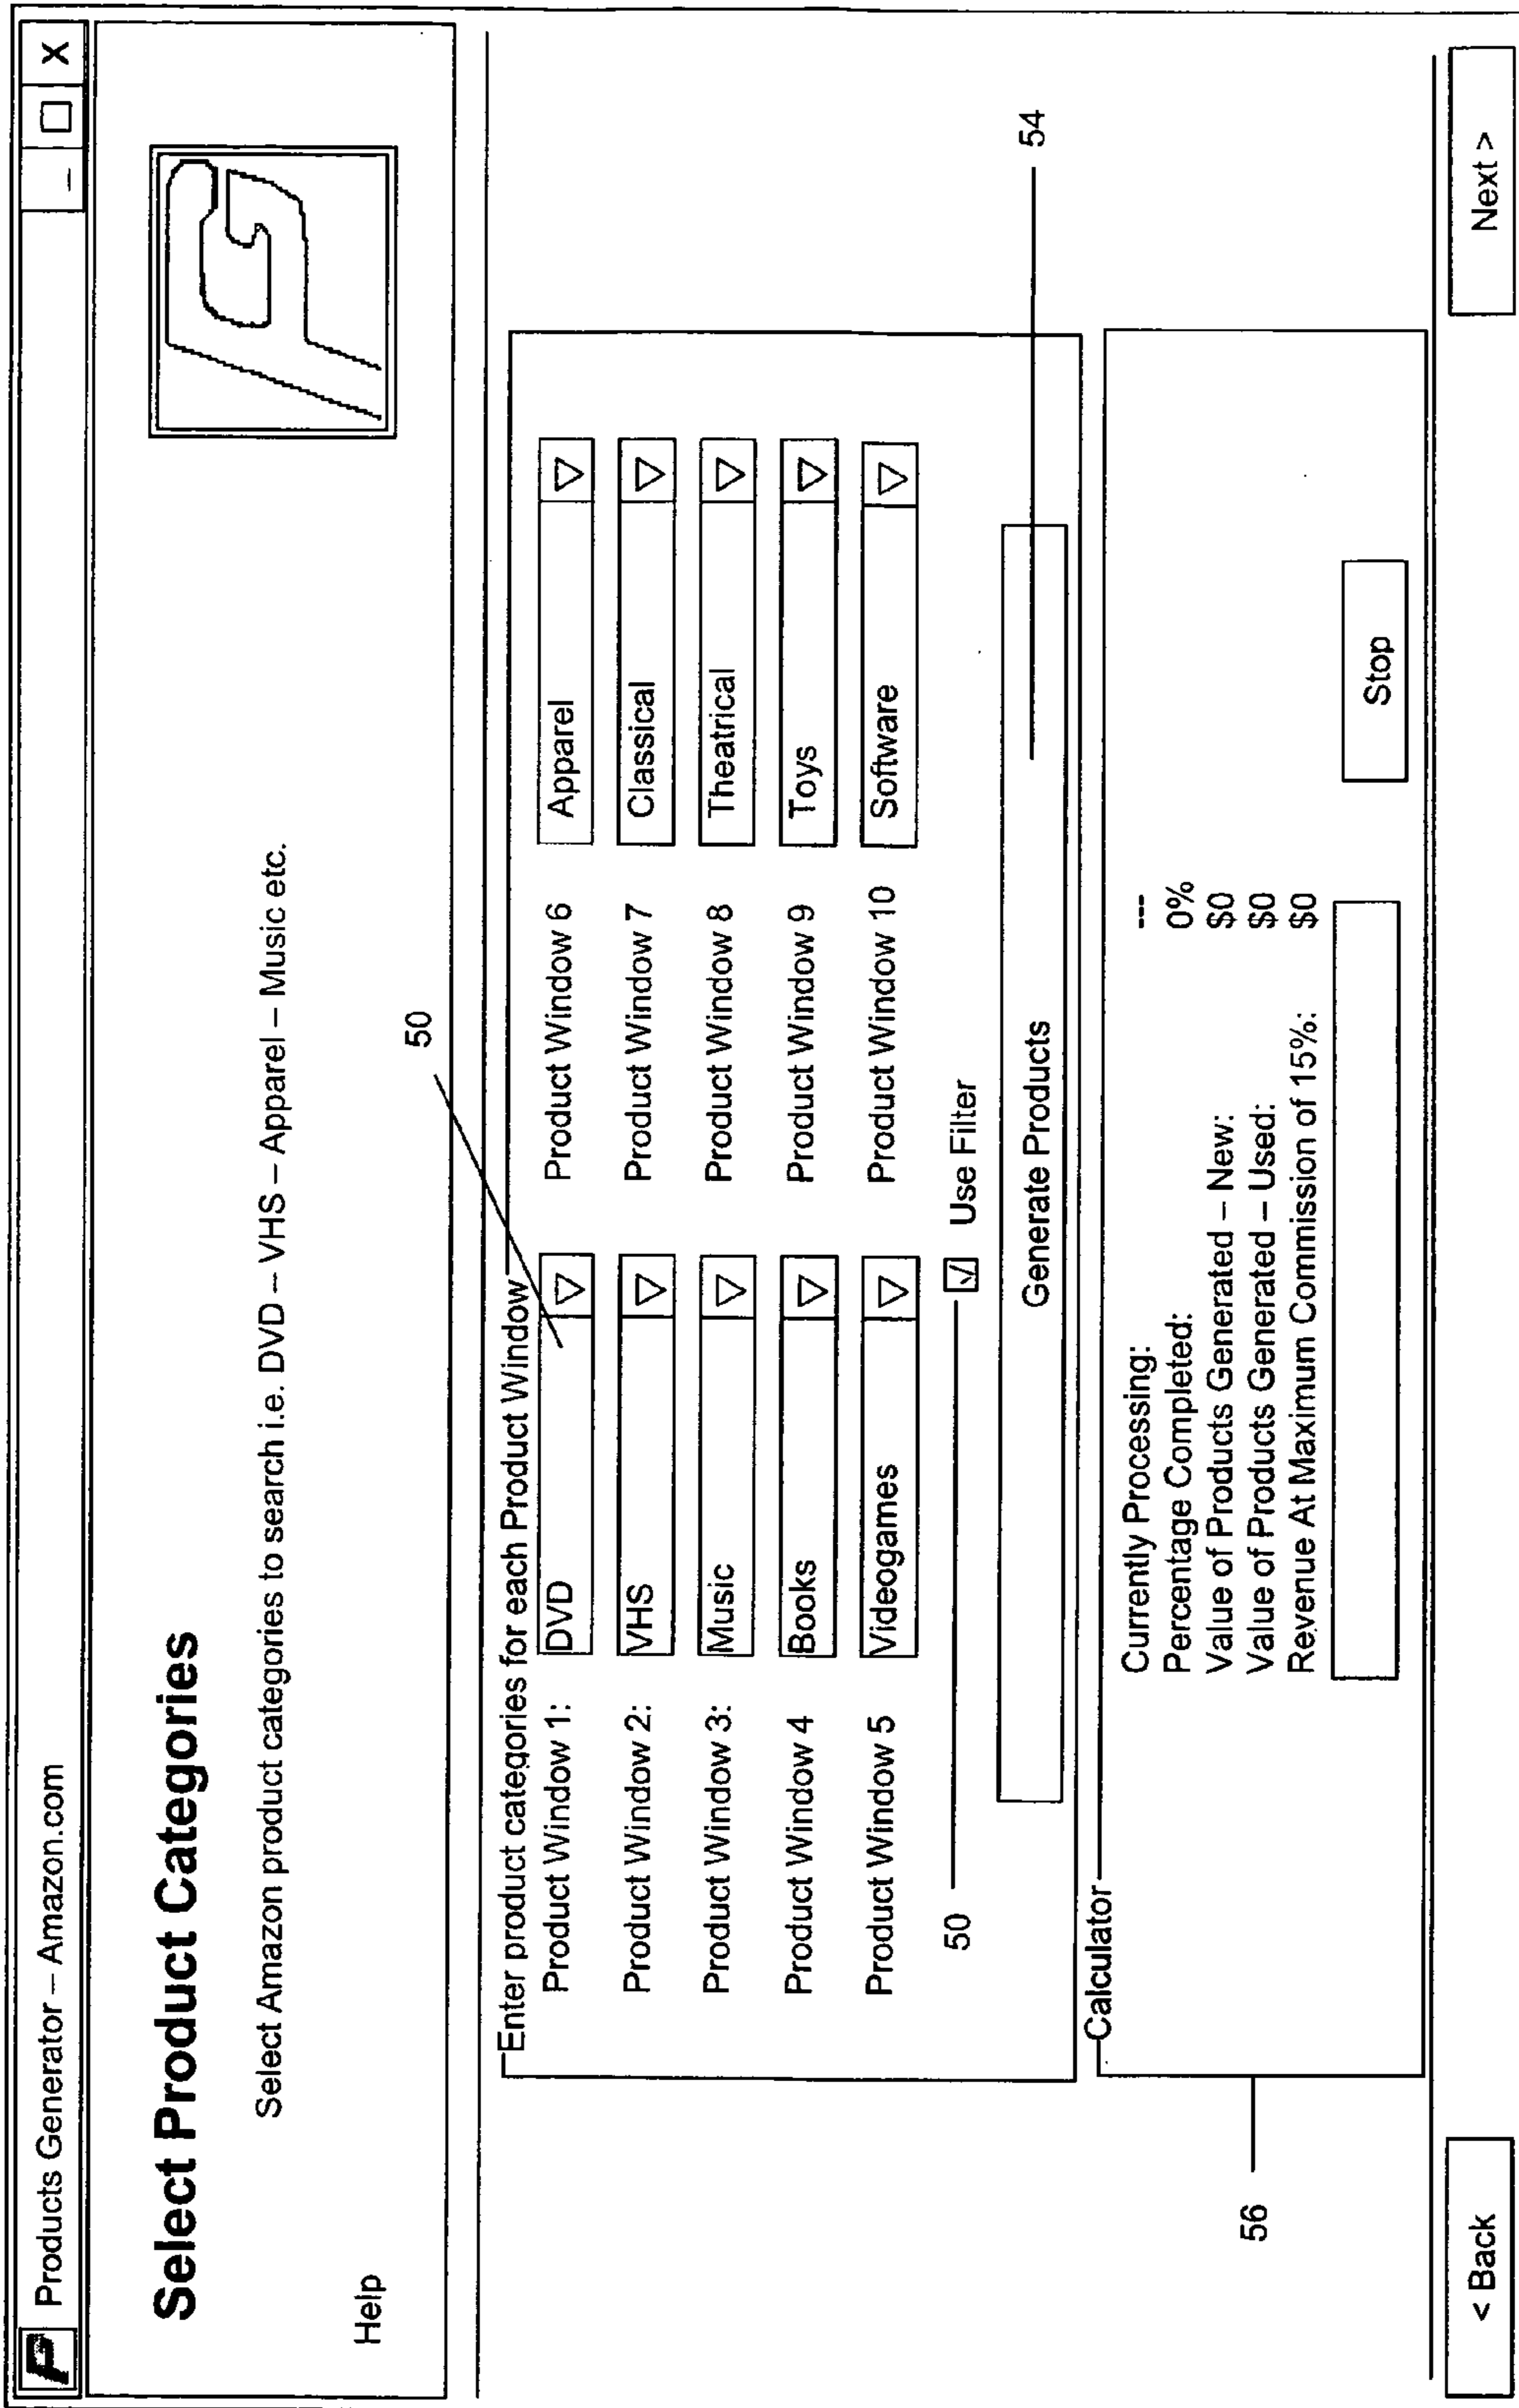 Products Generator – Amazon.com
_ □ X
Select Product Categories
Select Amazon product categories to search i.e. DVD – VHS – Apparel – Music etc.
Help
50
Enter product categories for each Product Window
Product Window 1: DVD Product Window 6 Apparel
Product Window 2: VHS Product Window 7 Classical
Product Window 3: Music Product Window 8 Theatrical
Product Window 4 Books Product Window 9 Toys
Product Window 5 Videogames Product Window 10 Software
50 Use Filter
Generate Products
54
Calculator
Currently Processing: ---
Percentage Completed: 0%
Value of Products Generated – New: $0
Value of Products Generated – Used: $0
Revenue At Maximum Commission of 15%: $0
Stop
56
< Back Next >